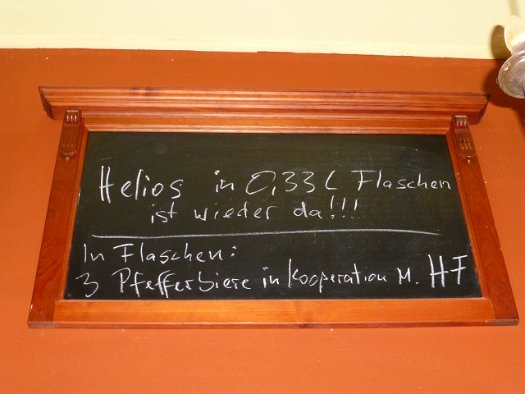 Helios in 0,33 L Flaschen
ist wieder da!!!
In Flaschen:
3 Pfefferbiere in Kooperation M. HF